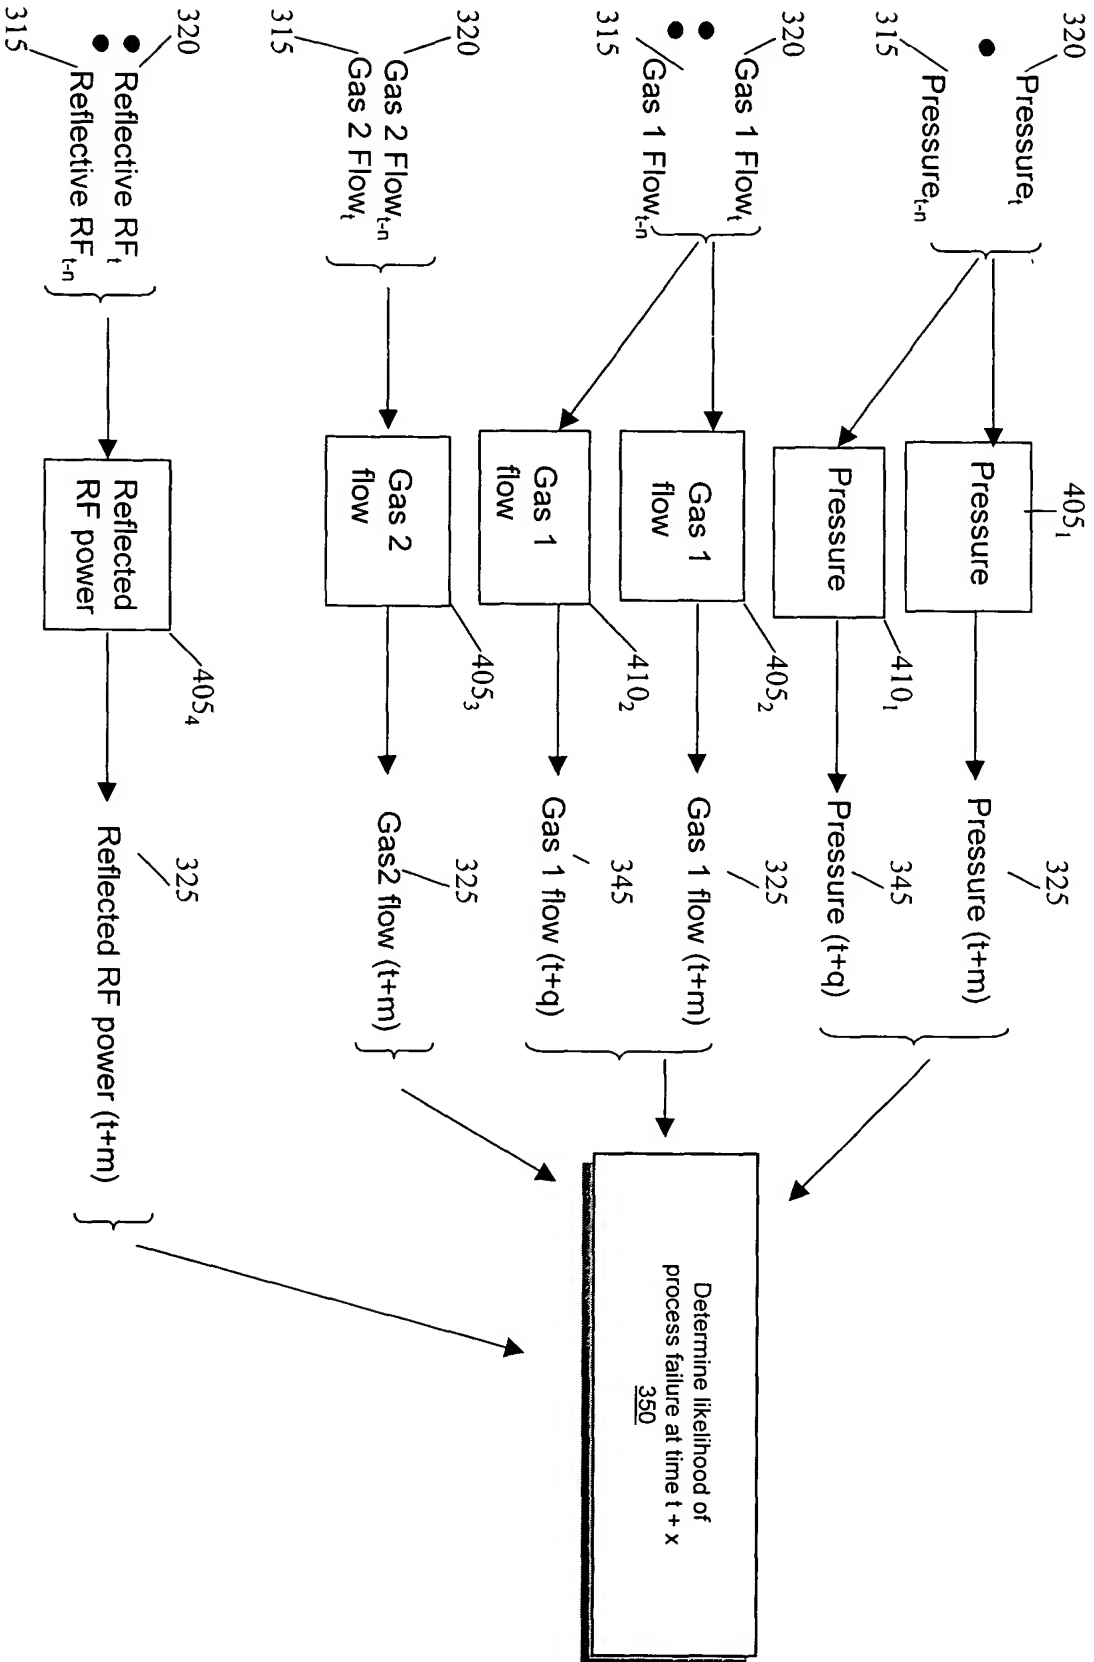 320
Pressure_t
315
Pressure_t-n
405_1
Pressure
325
Pressure (t+m)
Pressure
410_1
345
Pressure (t+q)
320
Gas 1 Flow_t
315
Gas 1 Flow_t-n
Gas 1
flow
405_2
325
Gas 1 flow (t+m)
Gas 1
flow
410_2
345
Gas 1 flow (t+q)
Determine likelihood of
process failure at time t + x
350
320
Gas 2 Flow_t-n
315
Gas 2 Flow_t
Gas 2
flow
405_3
325
Gas2 flow (t+m)
320
Reflective RF_t
315
Reflective RF_t-n
Reflected
RF power
405_4
325
Reflected RF power (t+m)